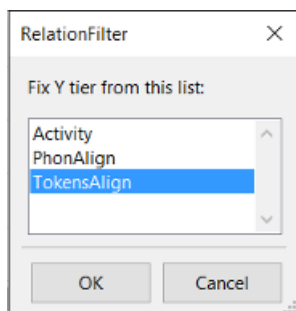 RelationFilter
Fix Y tier from this list:
Activity
PhonAlign
TokensAlign
OK
Cancel